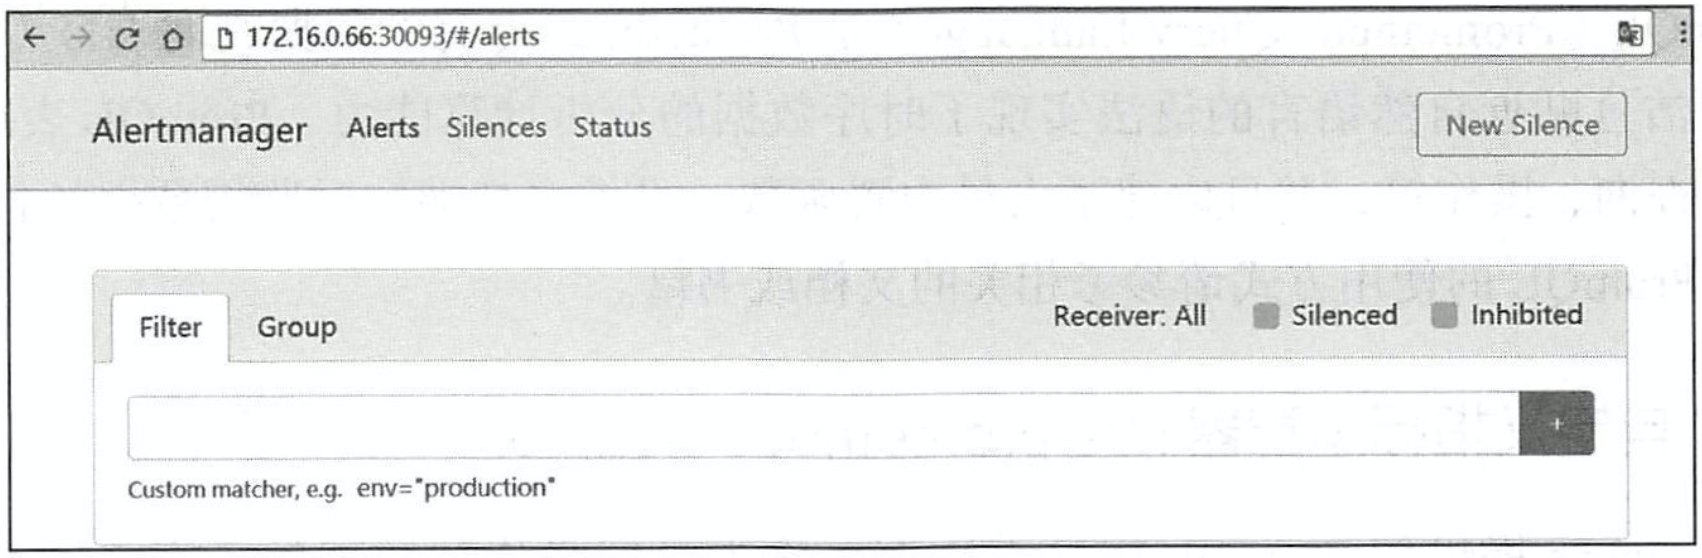 172.16.0.66:30093/#/alerts
Alertmanager Alerts Silences Status New Silence
Filter Group Receiver: All Silenced Inhibited
+
Custom matcher, e.g. env="production"